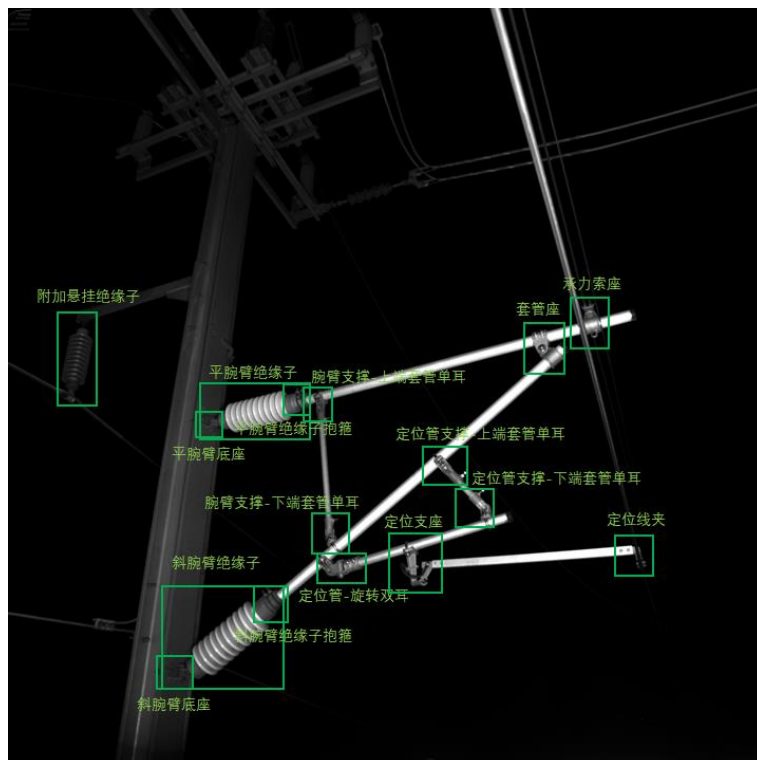 承力索座
附加悬挂绝缘子
套管座
平腕臂绝缘子
腕臂支撑-上端套管单耳
平腕臂绝缘子抱箍
定位管支撑-上端套管单耳
平腕臂底座
定位管支撑-下端套管单耳
腕臂支撑-下端套管单耳
定位支座
定位线夹
斜腕臂绝缘子
定位管-旋转双耳
斜腕臂绝缘子抱箍
斜腕臂底座